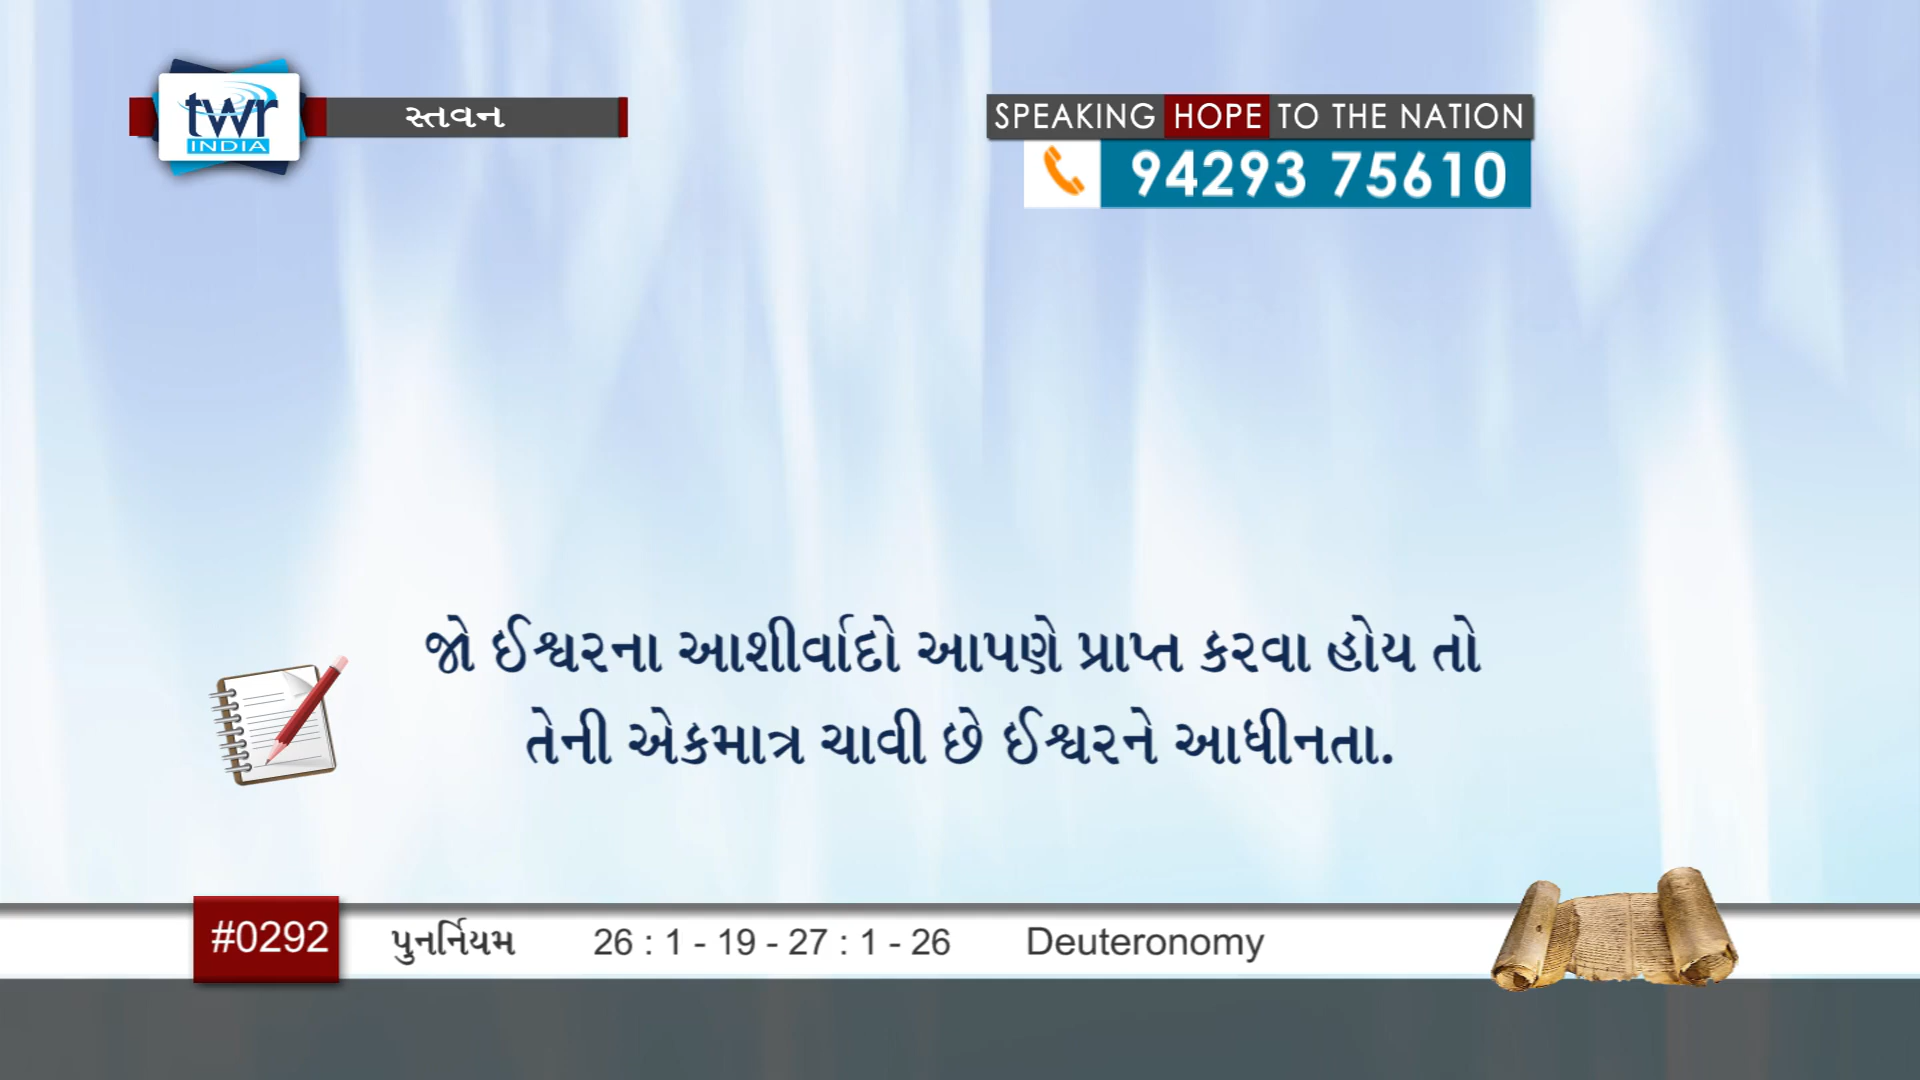 twr
INDIA
સ્તવન
SPEAKING HOPE TO THE NATION
94293 75610
જો ઈશ્વરના આશીર્વાદો આપણે પ્રાપ્ત કરવા હોય તો
તેની એકમાત્ર ચાવી છે ઈશ્વરને આધીનતા.
#0292 પુનર્નિયમ 26 : 1 - 19 - 27 : 1 - 26 Deuteronomy